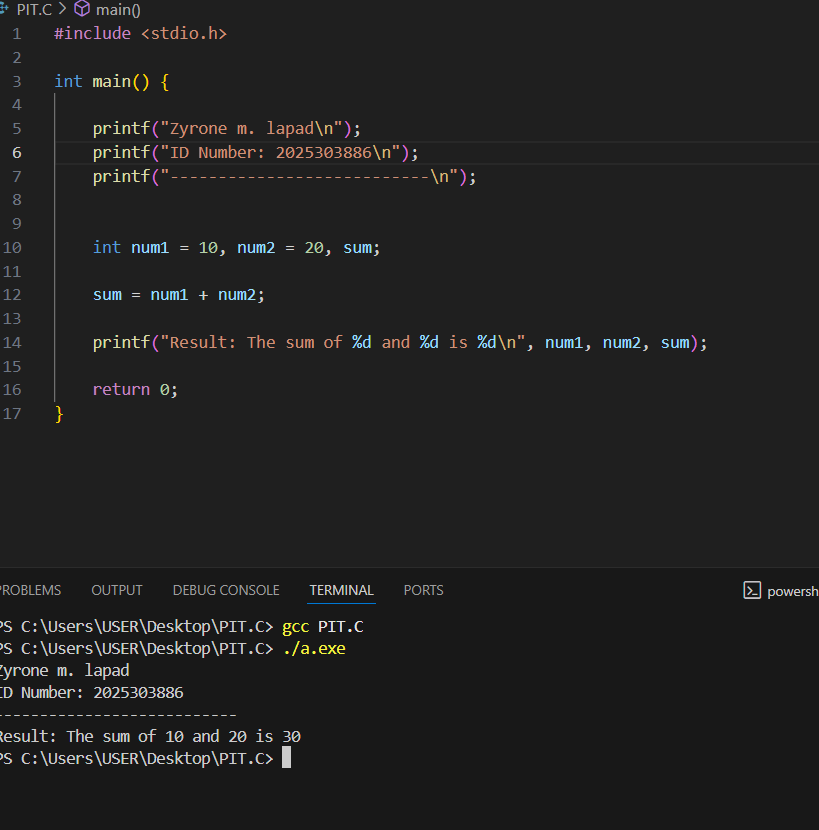 PIT.C > main()
1 #include <stdio.h>
2
3 int main() {
4
5 printf("Zyrone m. lapad\n");
6 printf("ID Number: 2025303886\n");
7 printf("---------------------------\n");
8
9
10 int num1 = 10, num2 = 20, sum;
11
12 sum = num1 + num2;
13
14 printf("Result: The sum of %d and %d is %d\n", num1, num2, sum);
15
16 return 0;
17 }
PROBLEMS OUTPUT DEBUG CONSOLE TERMINAL PORTS powersh
PS C:\Users\USER\Desktop\PIT.C> gcc PIT.C
PS C:\Users\USER\Desktop\PIT.C> ./a.exe
Zyrone m. lapad
ID Number: 2025303886
---------------------------
Result: The sum of 10 and 20 is 30
PS C:\Users\USER\Desktop\PIT.C>